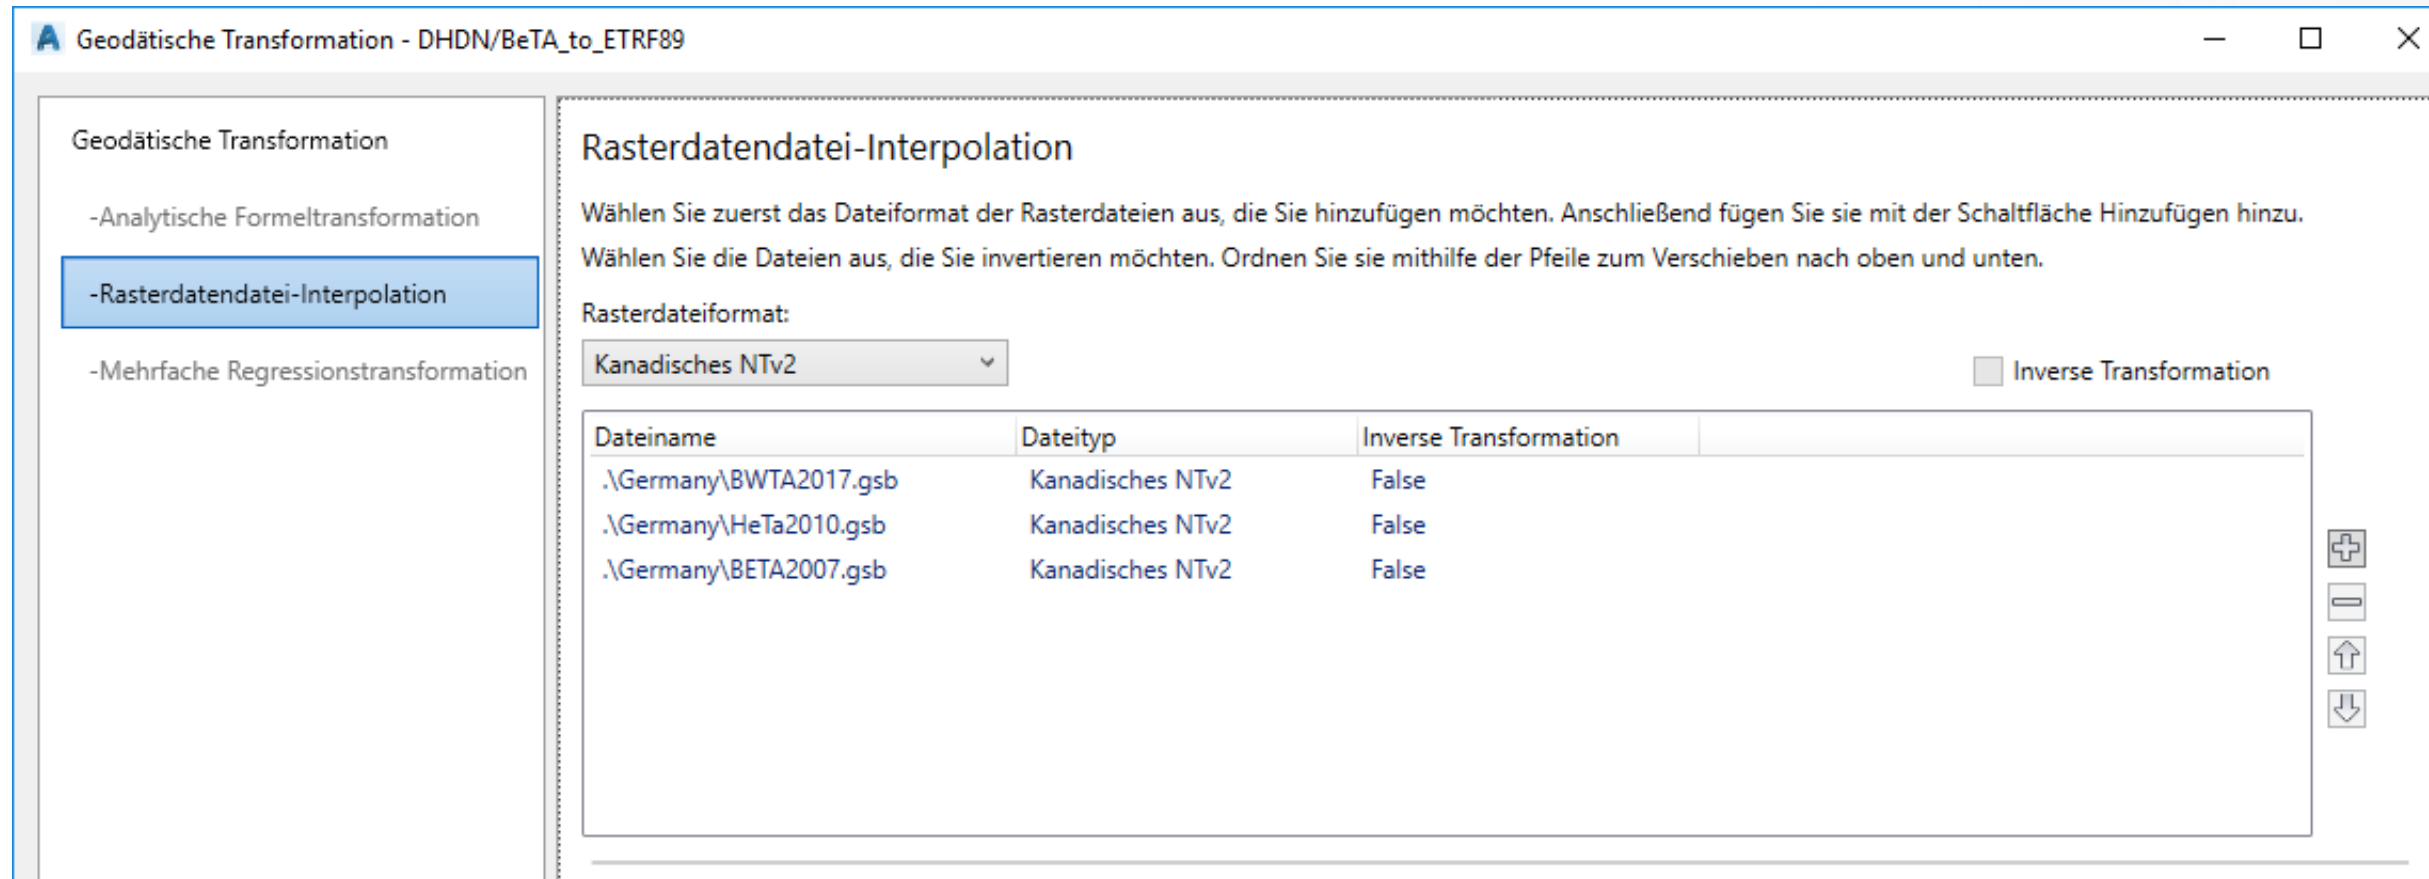 Geodätische Transformation - DHDN/BeTA_to_ETRF89
Geodätische Transformation
-Analytische Formeltransformation
-Rasterdatendatei-Interpolation
-Mehrfache Regressionstransformation
Rasterdatendatei-Interpolation
Wählen Sie zuerst das Dateiformat der Rasterdateien aus, die Sie hinzufügen möchten. Anschließend fügen Sie sie mit der Schaltfläche Hinzufügen hinzu.
Wählen Sie die Dateien aus, die Sie invertieren möchten. Ordnen Sie sie mithilfe der Pfeile zum Verschieben nach oben und unten.
Rasterdateiformat:
Kanadisches NTv2
Inverse Transformation
Dateiname Dateityp Inverse Transformation
.\Germany\BWTA2017.gsb Kanadisches NTv2 False
.\Germany\HeTa2010.gsb Kanadisches NTv2 False
.\Germany\BETA2007.gsb Kanadisches NTv2 False